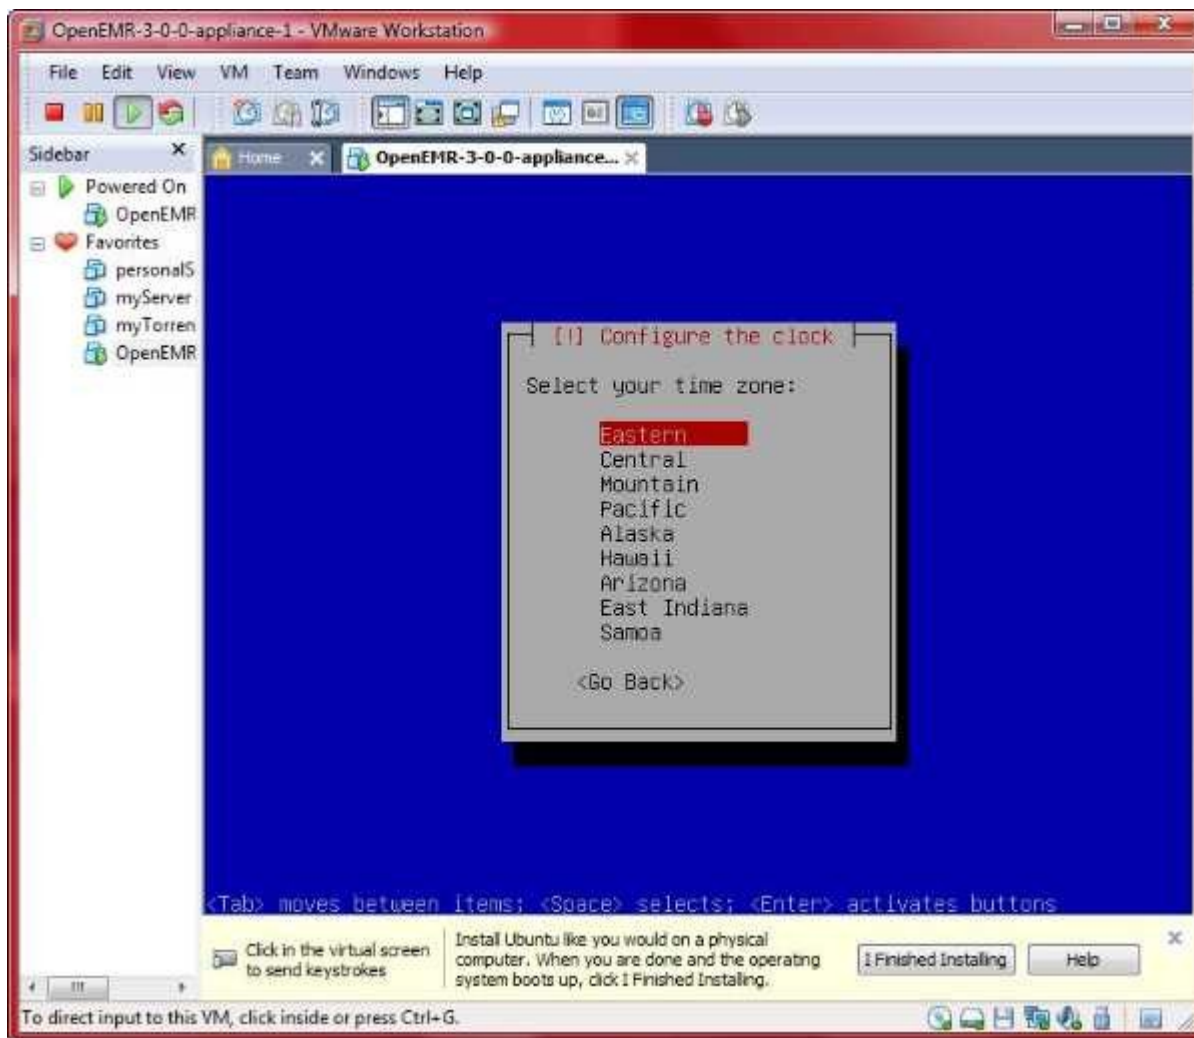 OpenEMR-3-0-0-appliance-1 - VMware Workstation
File Edit View VM Team Windows Help
Sidebar
Home
OpenEMR-3-0-0-appliance...
Powered On
OpenEMR
Favorites
personalS
myServer
myTorren
OpenEMR
[!] Configure the clock
Select your time zone:
Eastern
Central
Mountain
Pacific
Alaska
Hawaii
Arizona
East Indiana
Samoa
<Go Back>
<Tab> moves between items; <Space> selects; <Enter> activates buttons
Click in the virtual screen
to send keystrokes
Install Ubuntu like you would on a physical
computer. When you are done and the operating
system boots up, click I Finished Installing.
I Finished Installing
Help
To direct input to this VM, click inside or press Ctrl+G.